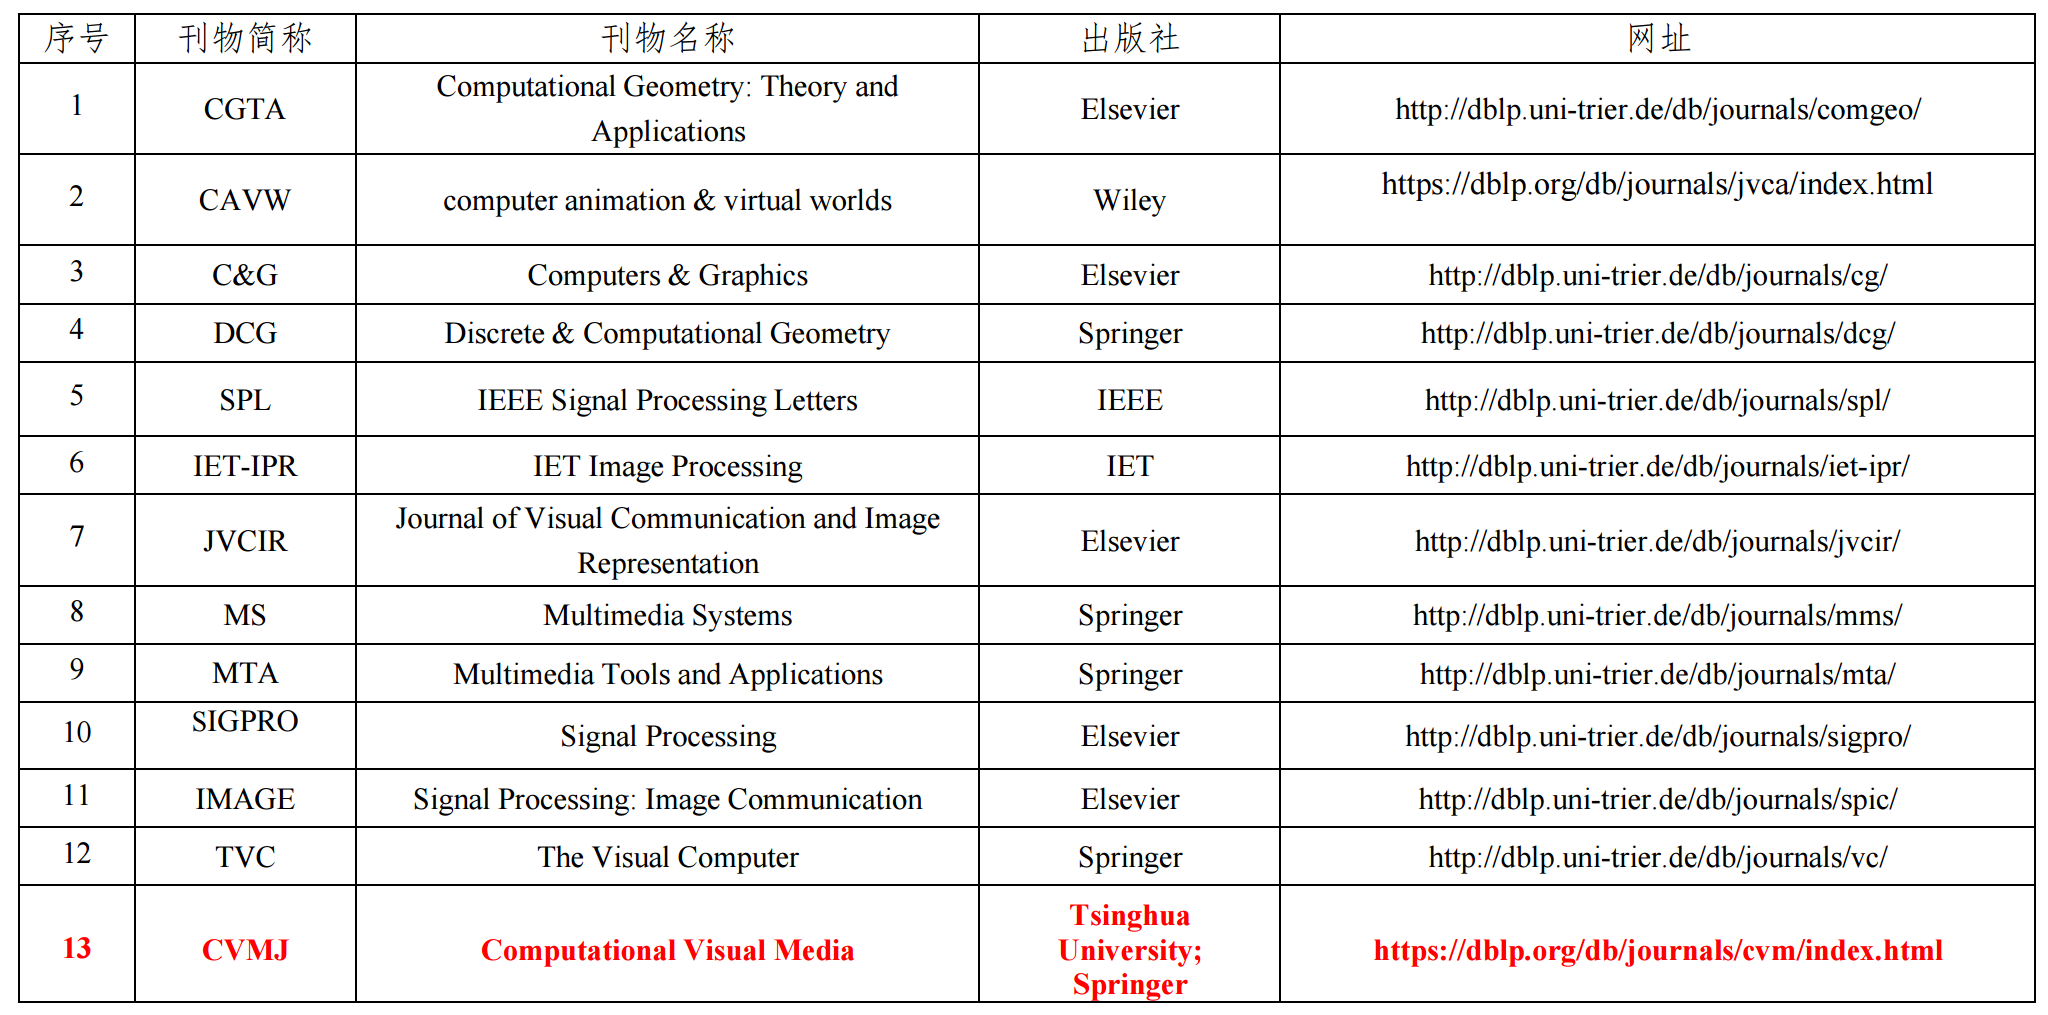 序号 刊物简称 刊物名称 出版社 网址
1 CGTA Computational Geometry: Theory and
Applications Elsevier http://dblp.uni-trier.de/db/journals/comgeo/
2 CAVW computer animation & virtual worlds Wiley https://dblp.org/db/journals/jvca/index.html
3 C&G Computers & Graphics Elsevier http://dblp.uni-trier.de/db/journals/cg/
4 DCG Discrete & Computational Geometry Springer http://dblp.uni-trier.de/db/journals/dcg/
5 SPL IEEE Signal Processing Letters IEEE http://dblp.uni-trier.de/db/journals/spl/
6 IET-IPR IET Image Processing IET http://dblp.uni-trier.de/db/journals/iet-ipr/
7 JVCIR Journal of Visual Communication and Image
Representation Elsevier http://dblp.uni-trier.de/db/journals/jvcir/
8 MS Multimedia Systems Springer http://dblp.uni-trier.de/db/journals/mms/
9 MTA Multimedia Tools and Applications Springer http://dblp.uni-trier.de/db/journals/mta/
10 SIGPRO Signal Processing Elsevier http://dblp.uni-trier.de/db/journals/sigpro/
11 IMAGE Signal Processing: Image Communication Elsevier http://dblp.uni-trier.de/db/journals/spic/
12 TVC The Visual Computer Springer http://dblp.uni-trier.de/db/journals/vc/
13 CVMJ Computational Visual Media Tsinghua
University;
Springer https://dblp.org/db/journals/cvm/index.html